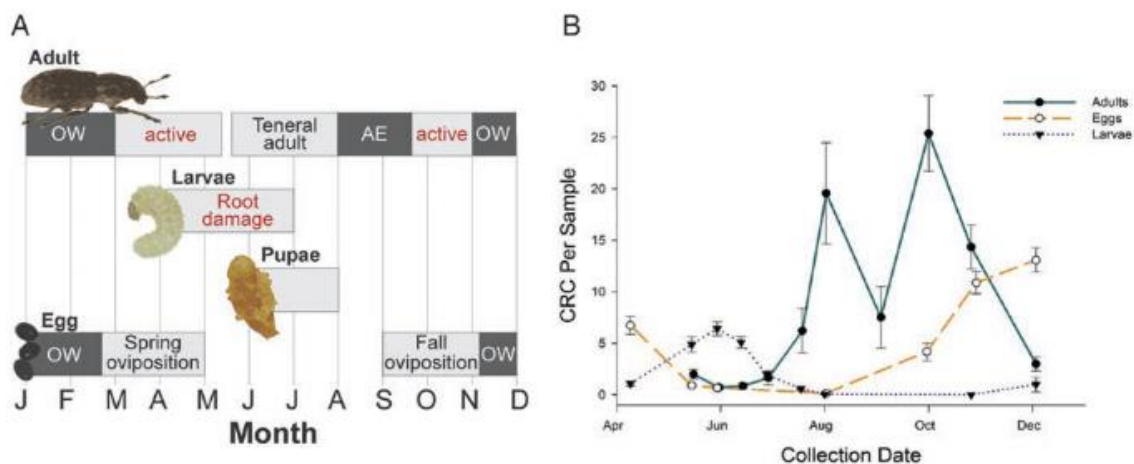 A
Adult
OW
active
Teneral
adult
AE
active
OW
Larvae
Root
damage
Pupae
Egg
OW
Spring
oviposition
Fall
oviposition
OW
J F M A M J J A S O N D
Month
B
30
25
20
15
10
5
0
CRC Per Sample
Adults
Eggs
Larvae
Apr Jun Aug Oct Dec
Collection Date